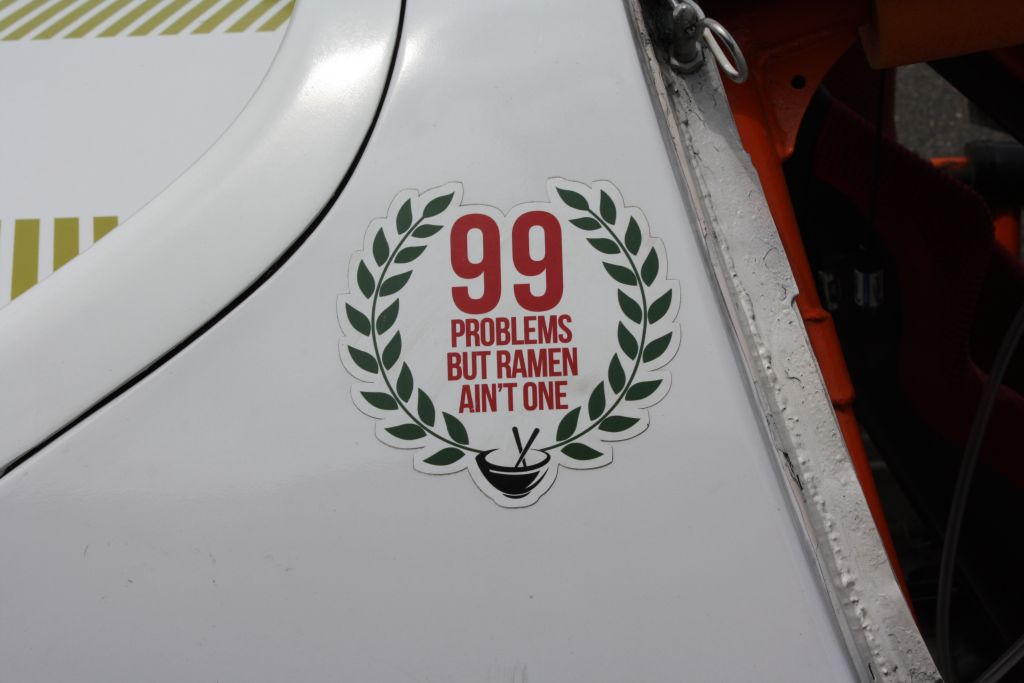 99
PROBLEMS
BUT RAMEN
AIN'T ONE